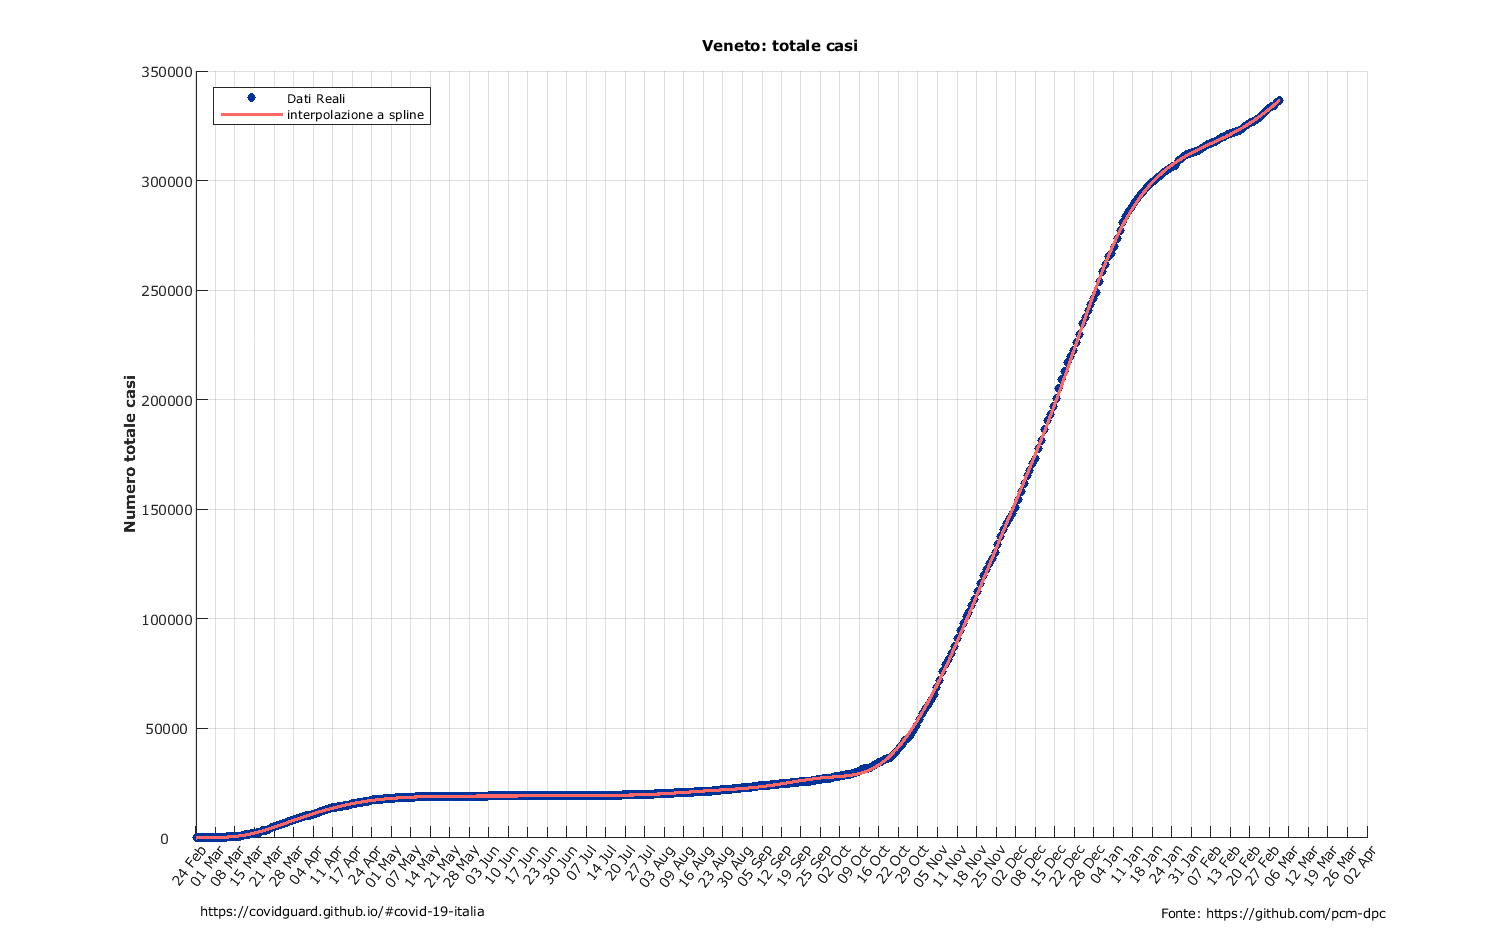 Veneto: totale casi
350000
300000
250000
200000
150000
100000
50000
0
Dati Reali
interpolazione a spline
Numero totale casi
24 Feb
01 Mar
08 Mar
15 Mar
21 Mar
28 Mar
04 Apr
11 Apr
17 Apr
24 Apr
01 May
07 May
14 May
21 May
28 May
03 Jun
10 Jun
17 Jun
23 Jun
30 Jun
07 Jul
14 Jul
20 Jul
27 Jul
03 Aug
09 Aug
16 Aug
23 Aug
30 Aug
05 Sep
12 Sep
19 Sep
25 Sep
02 Oct
09 Oct
16 Oct
22 Oct
29 Oct
05 Nov
11 Nov
18 Nov
25 Nov
02 Dec
08 Dec
15 Dec
22 Dec
28 Dec
04 Jan
11 Jan
18 Jan
24 Jan
31 Jan
07 Feb
13 Feb
20 Feb
27 Feb
06 Mar
12 Mar
19 Mar
26 Mar
02 Apr
https://covidguard.github.io/#covid-19-italia
Fonte: https://github.com/pcm-dpc